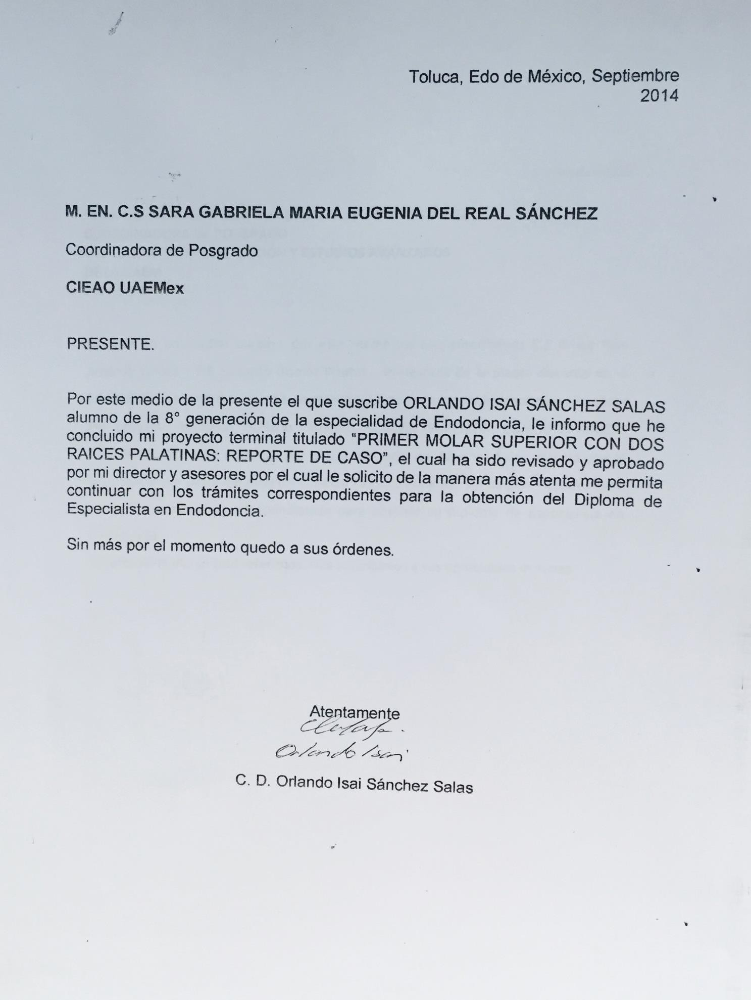 Toluca, Edo de México, Septiembre
2014
M. EN. C.S SARA GABRIELA MARIA EUGENIA DEL REAL SÁNCHEZ
Coordinadora de Posgrado
CIEAO UAEMex
PRESENTE.
Por este medio de la presente el que suscribe ORLANDO ISAI SÁNCHEZ SALAS
alumno de la 8° generación de la especialidad de Endodoncia, le informo que he
concluido mi proyecto terminal titulado “PRIMER MOLAR SUPERIOR CON DOS
RAICES PALATINAS: REPORTE DE CASO”, el cual ha sido revisado y aprobado
por mi director y asesores por el cual le solicito de la manera más atenta me permita
continuar con los trámites correspondientes para la obtención del Diploma de
Especialista en Endodoncia.
Sin más por el momento quedo a sus órdenes.
Atentamente
Orlando Isai
C. D. Orlando Isai Sánchez Salas